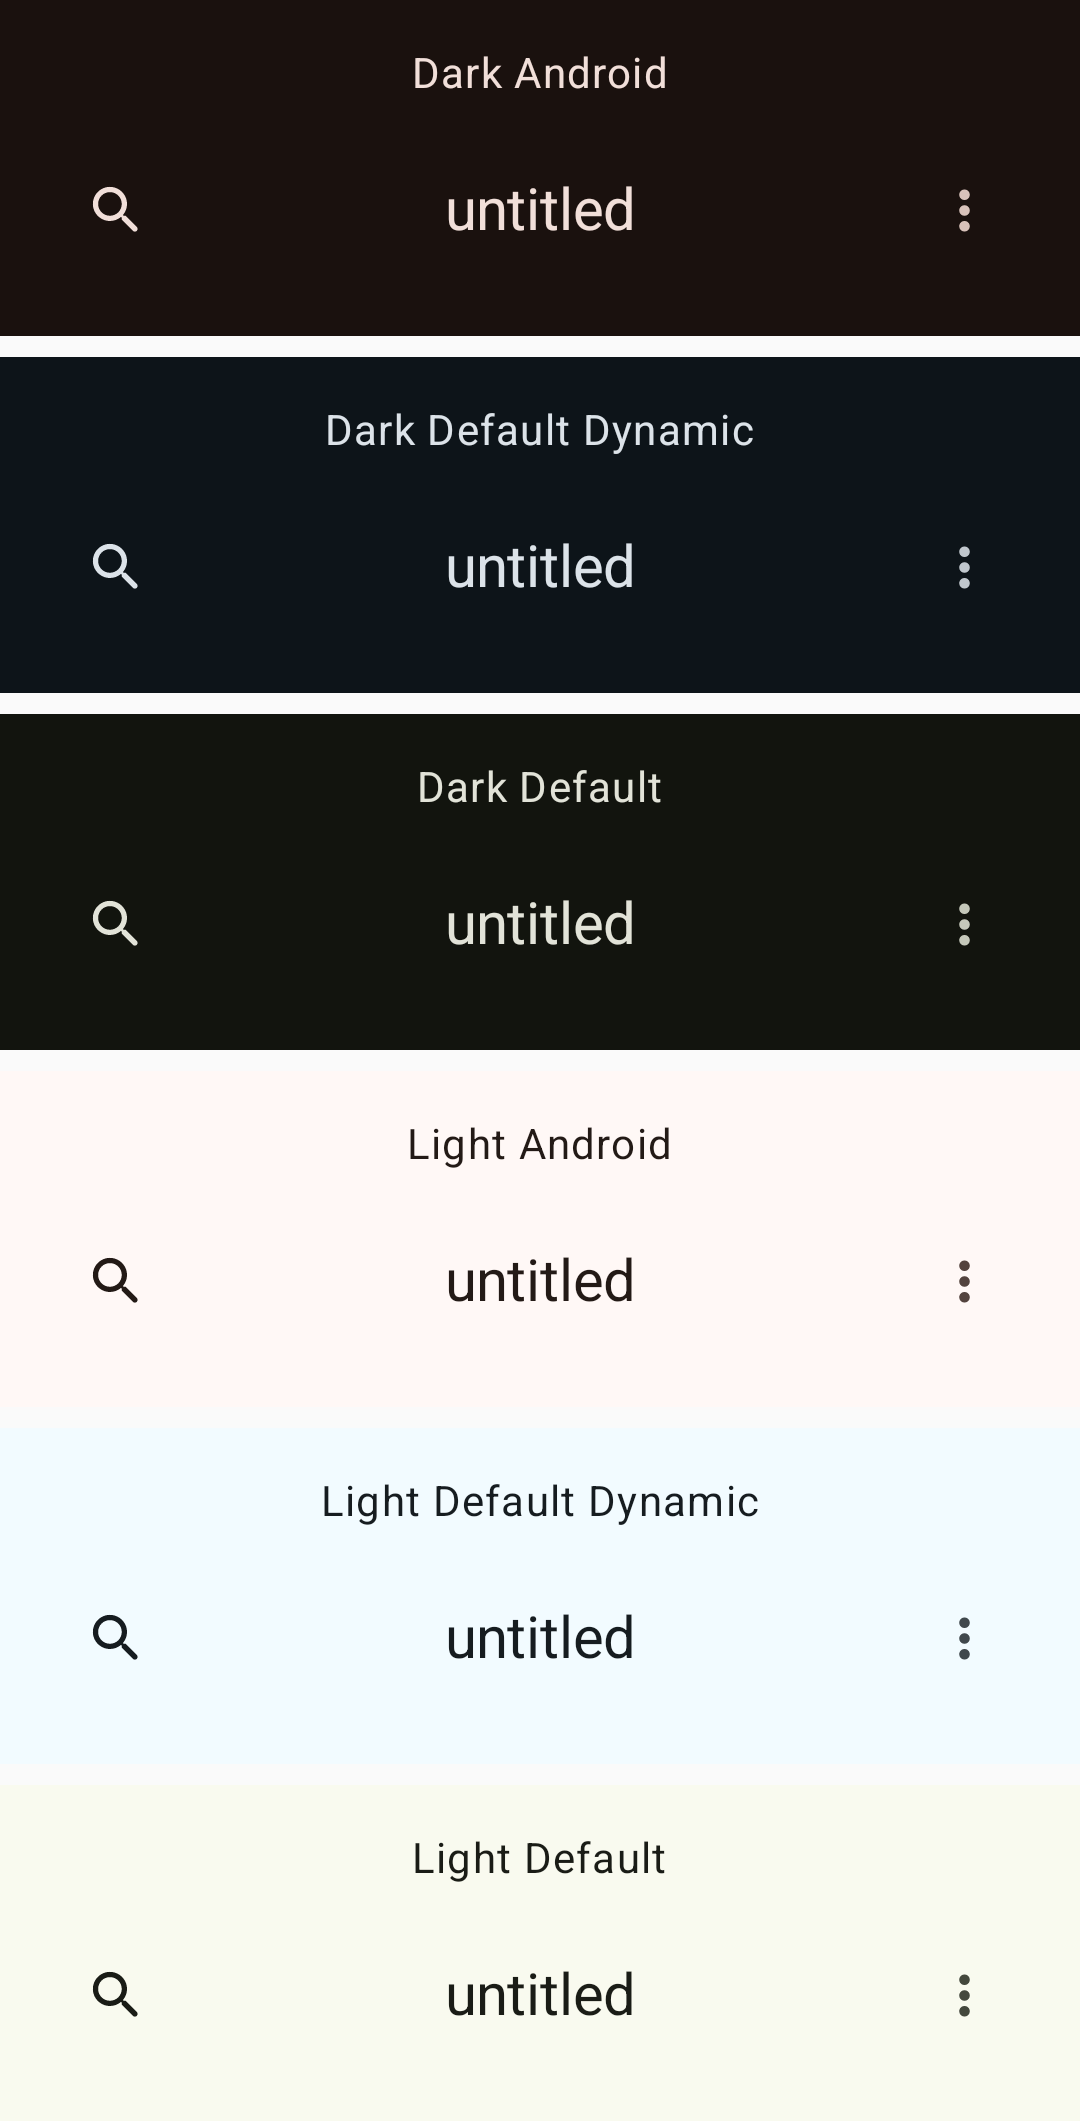 Dark Android
untitled
Dark Default Dynamic
untitled
Dark Default
untitled
Light Android
untitled
Light Default Dynamic
untitled
Light Default
untitled